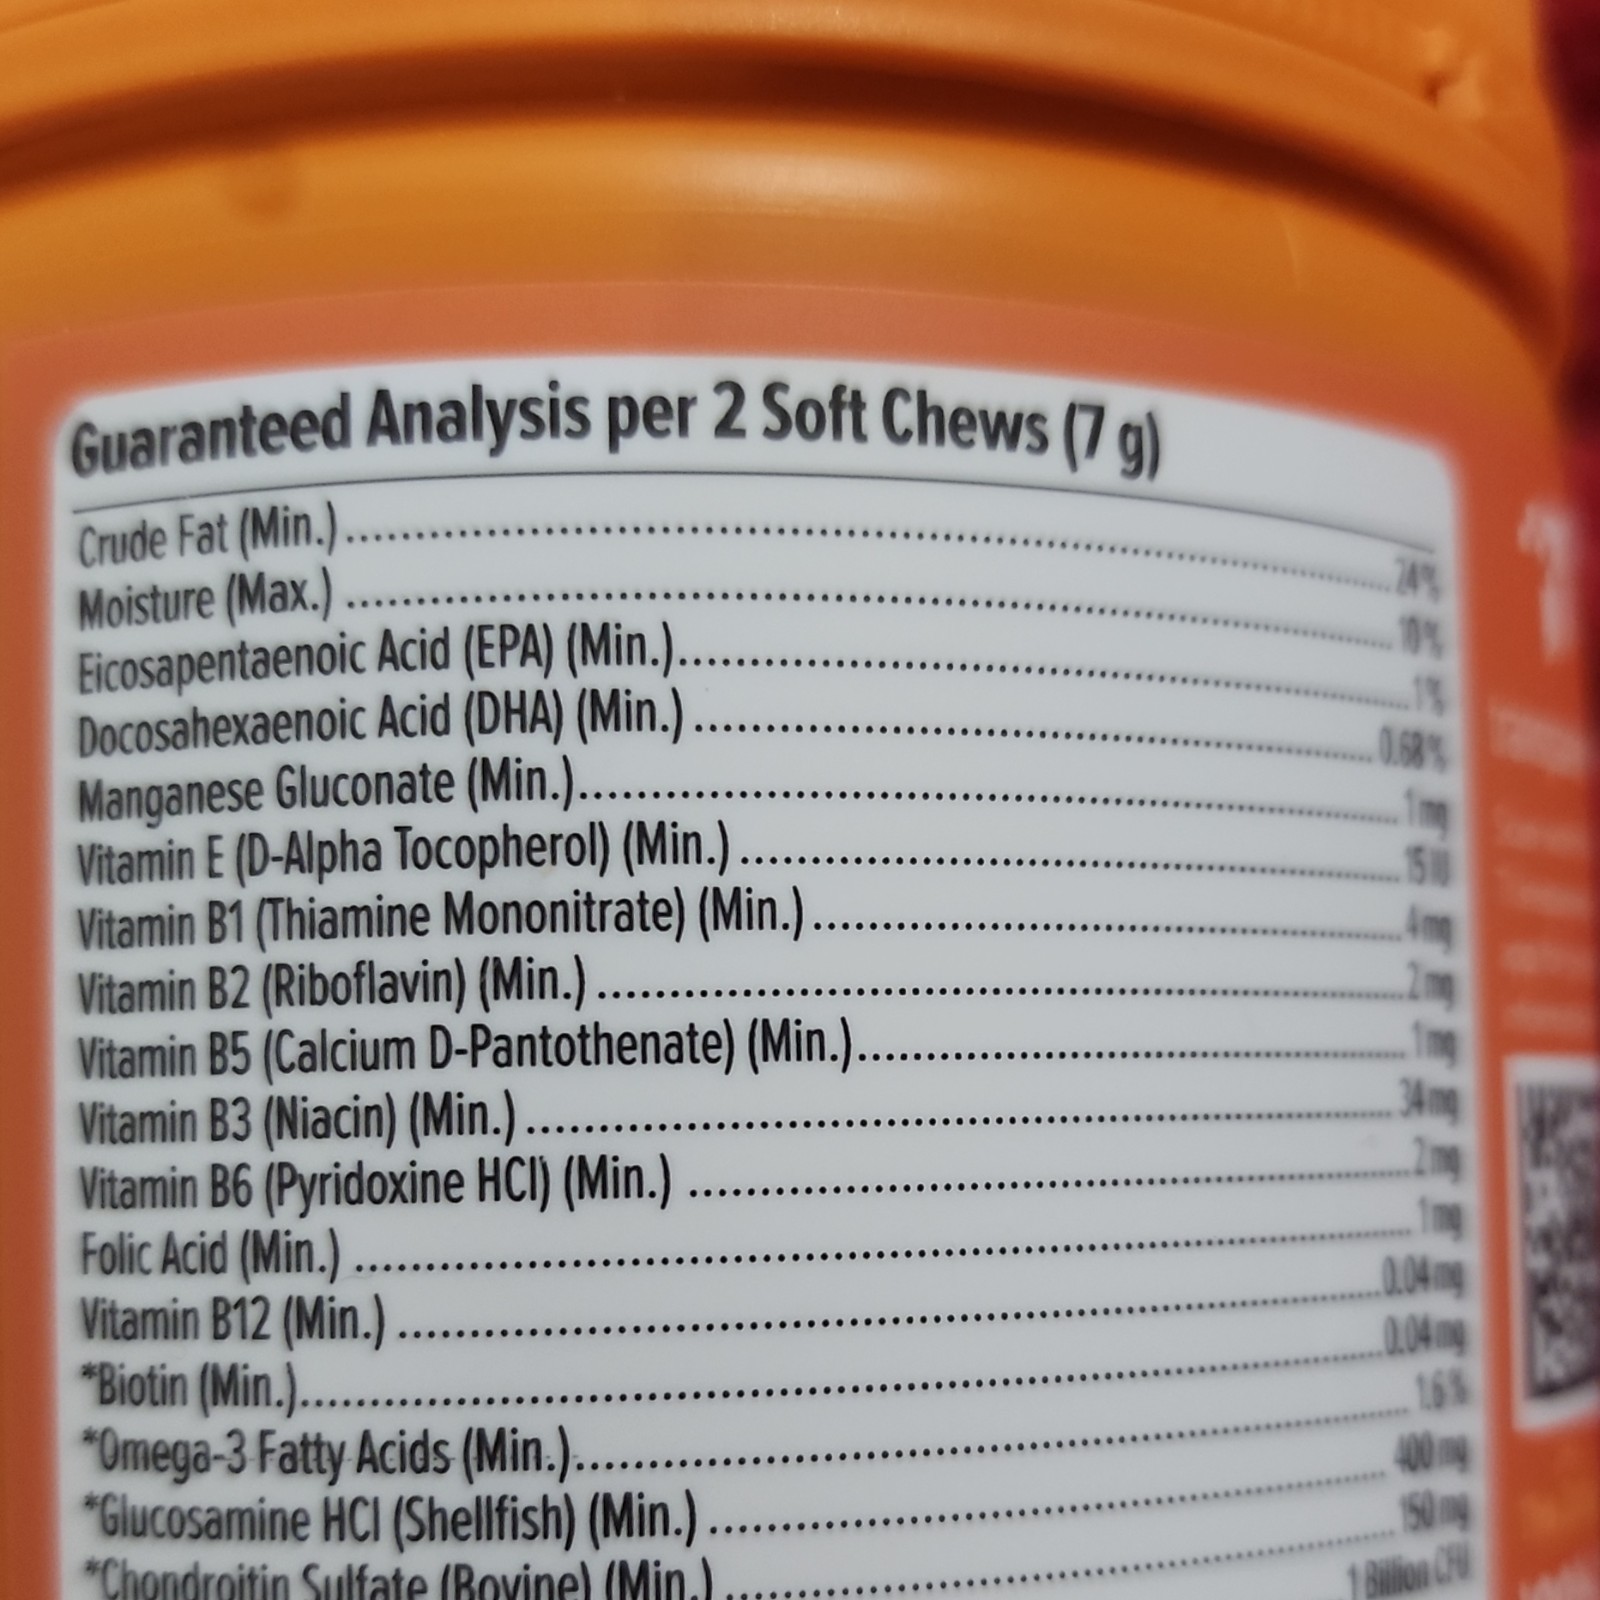 Guaranteed Analysis per 2 Soft Chews (7 g)
Crude Fat (Min.) 24%
Moisture (Max.) 10%
Eicosapentaenoic Acid (EPA) (Min.) 1%
Docosahexaenoic Acid (DHA) (Min.) 0.68%
Manganese Gluconate (Min.) 1 mg
Vitamin E (D-Alpha Tocopherol) (Min.) 15 IU
Vitamin B1 (Thiamine Mononitrate) (Min.) 4 mg
Vitamin B2 (Riboflavin) (Min.) 2 mg
Vitamin B5 (Calcium D-Pantothenate) (Min.) 1 mg
Vitamin B3 (Niacin) (Min.) 34 mg
Vitamin B6 (Pyridoxine HCl) (Min.) 2 mg
Folic Acid (Min.) 1 mg
Vitamin B12 (Min.) 0.04 mg
*Biotin (Min.) 0.04 mg
*Omega-3 Fatty Acids (Min.) 1.6%
*Glucosamine HCl (Shellfish) (Min.) 400 mg
*Chondroitin Sulfate (Bovine) (Min.) 150 mg
1 Billion CFU